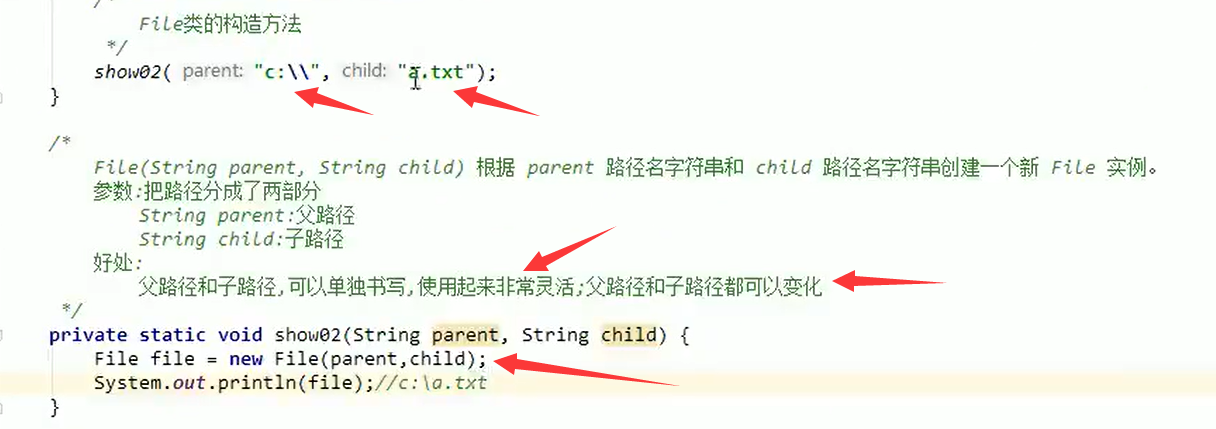 /*
File类的构造方法
*/
show02( parent: "c:\\", child: "a.txt");
}
/*
File(String parent, String child) 根据 parent 路径名字符串和 child 路径名字符串创建一个新 File 实例。
参数:把路径分成了两部分
String parent:父路径
String child:子路径
好处:
父路径和子路径,可以单独书写,使用起来非常灵活;父路径和子路径都可以变化
*/
private static void show02(String parent, String child) {
File file = new File(parent,child);
System.out.println(file);//c:\a.txt
}